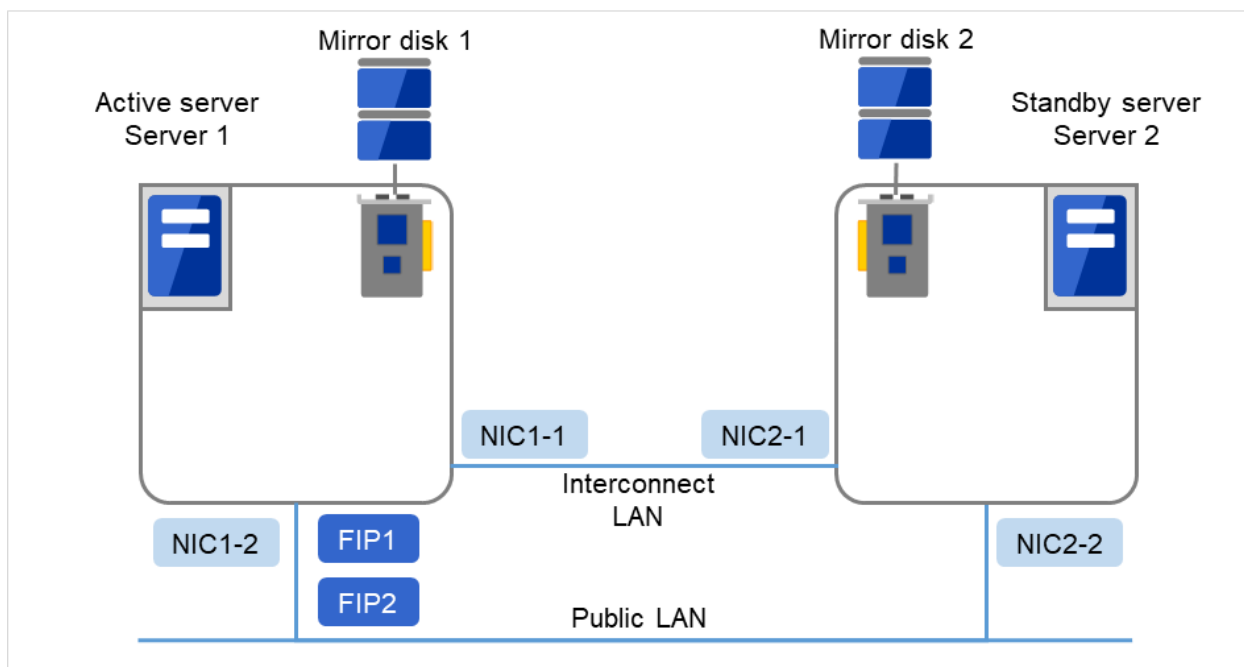 Mirror disk 1
Mirror disk 2
Active server
Server 1
Standby server
Server 2
NIC1-1
NIC2-1
Interconnect
LAN
NIC1-2
FIP1
NIC2-2
FIP2
Public LAN